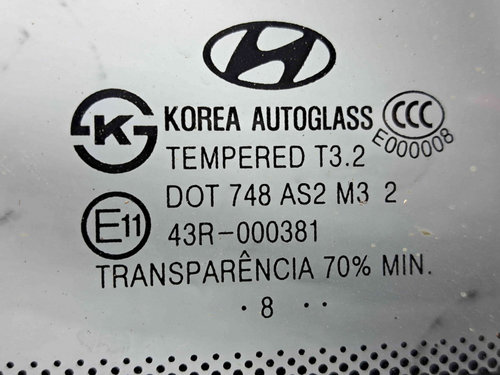 K KOREA AUTOGLASS CCC
E000008
TEMPERED T3.2
DOT 748 AS2 M3 2
E11 43R-000381
TRANSPARÊNCIA 70% MIN.
. 8 . .